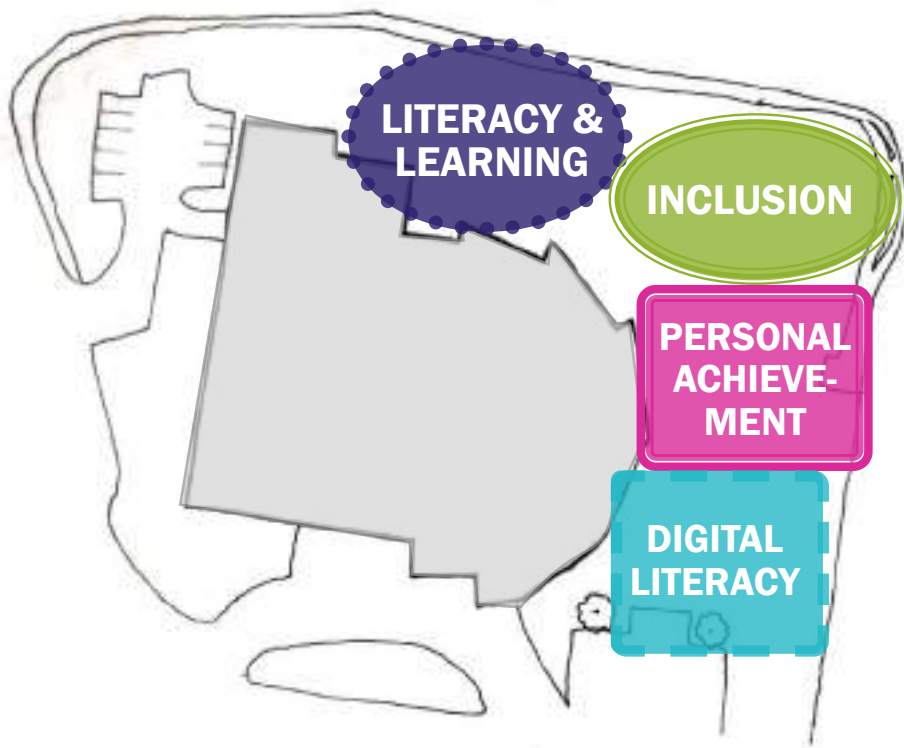 LITERACY &
LEARNING
INCLUSION
PERSONAL
ACHIEVE-
MENT
DIGITAL
LITERACY